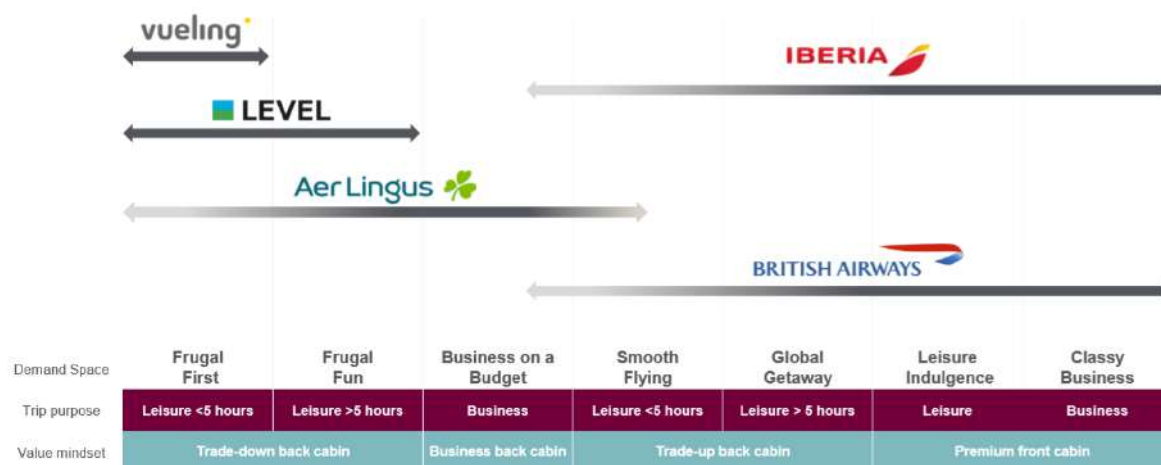 vueling
IBERIA
LEVEL
Aer Lingus
BRITISH AIRWAYS
Demand Space
Frugal
First
Frugal
Fun
Business on a
Budget
Smooth
Flying
Global
Getaway
Leisure
Indulgence
Classy
Business
Trip purpose
Leisure <5 hours
Leisure >5 hours
Business
Leisure <5 hours
Leisure > 5 hours
Leisure
Business
Value mindset
Trade-down back cabin
Business back cabin
Trade-up back cabin
Premium front cabin